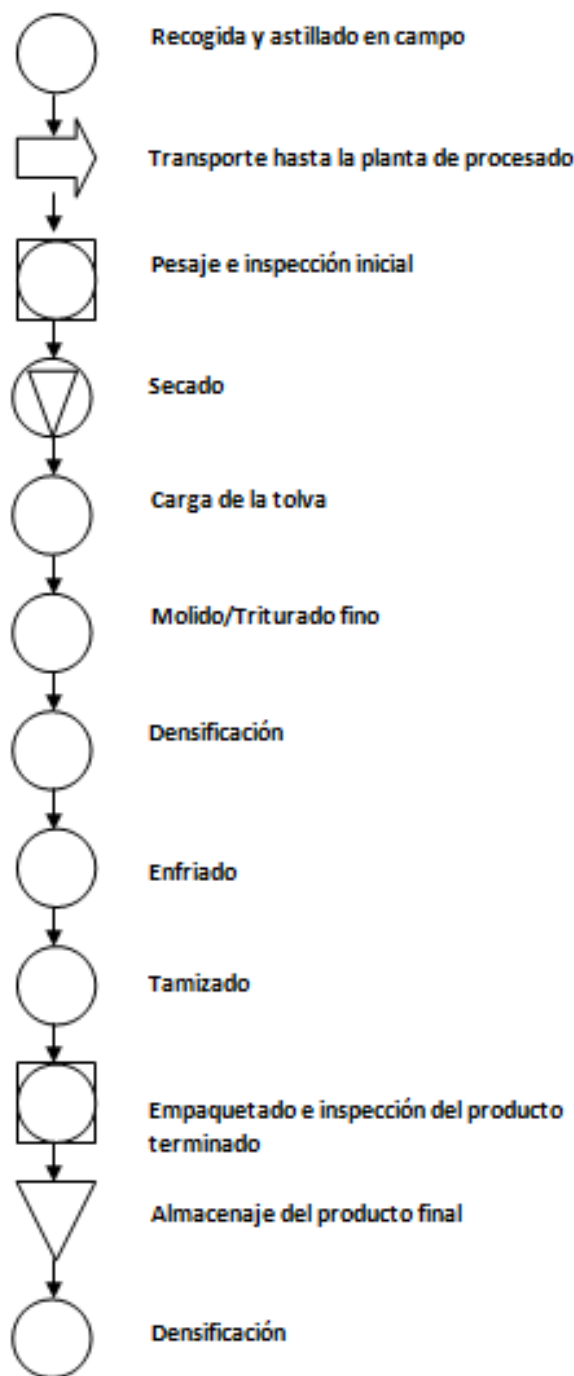 Recogida y astillado en campo
Transporte hasta la planta de procesado
Pesaje e inspección inicial
Secado
Carga de la tolva
Molido/Triturado fino
Densificación
Enfriado
Tamizado
Empaquetado e inspección del producto
terminado
Almacenaje del producto final
Densificación